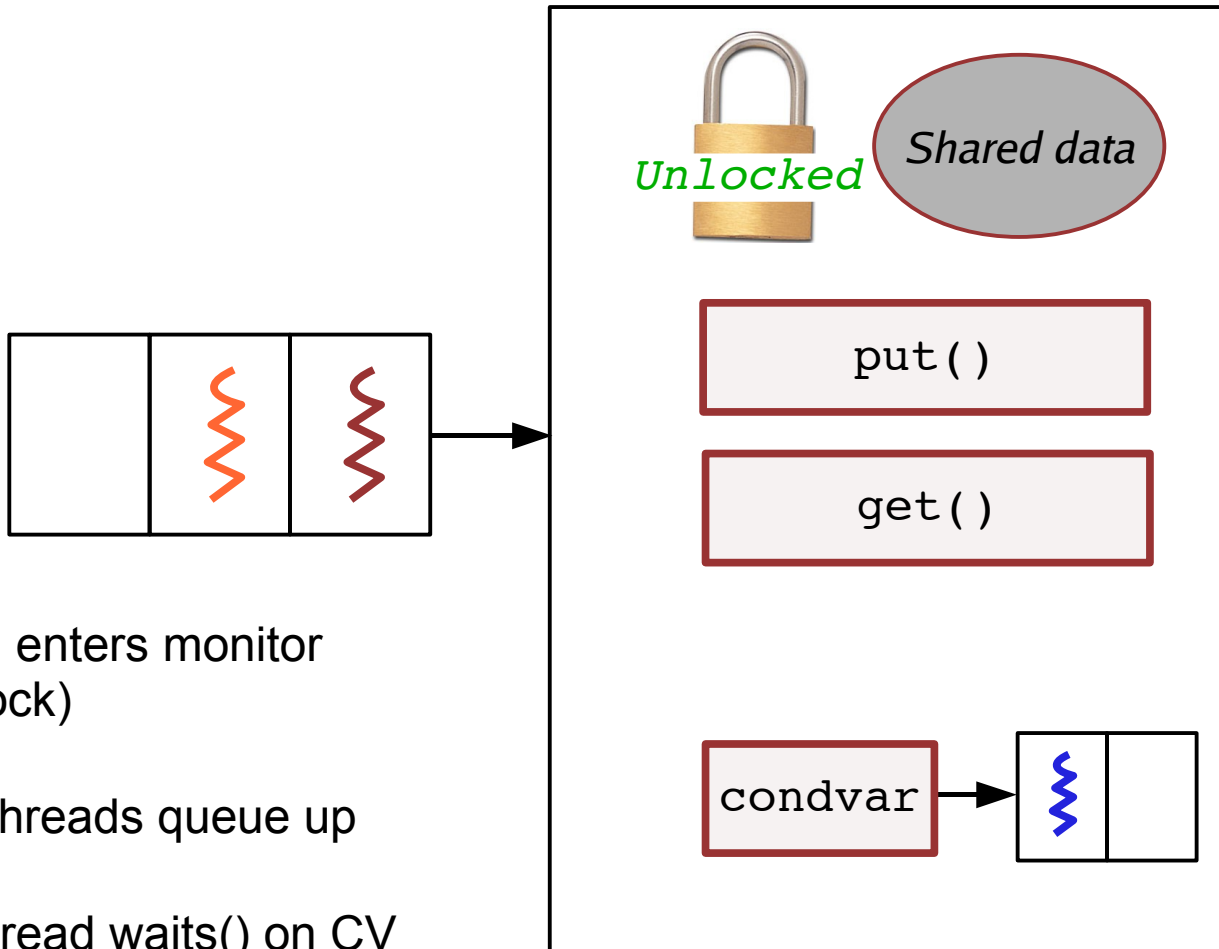 Unlocked
Shared data
put()
get()
enters monitor
ock)
hreads queue up
condvar
read waits() on CV